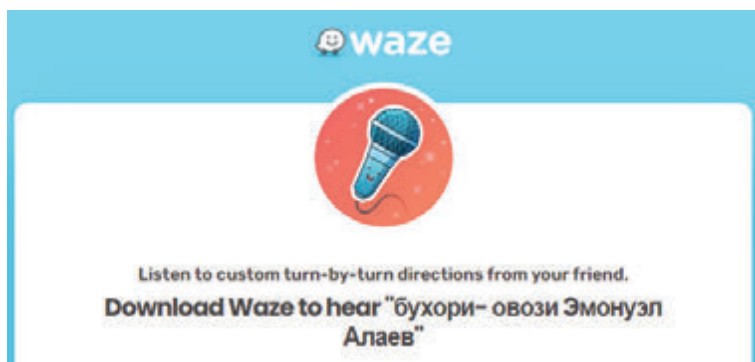 waze
Listen to custom turn-by-turn directions from your friend.
Download Waze to hear "бухори- овози Эмонуэл
Алаев"